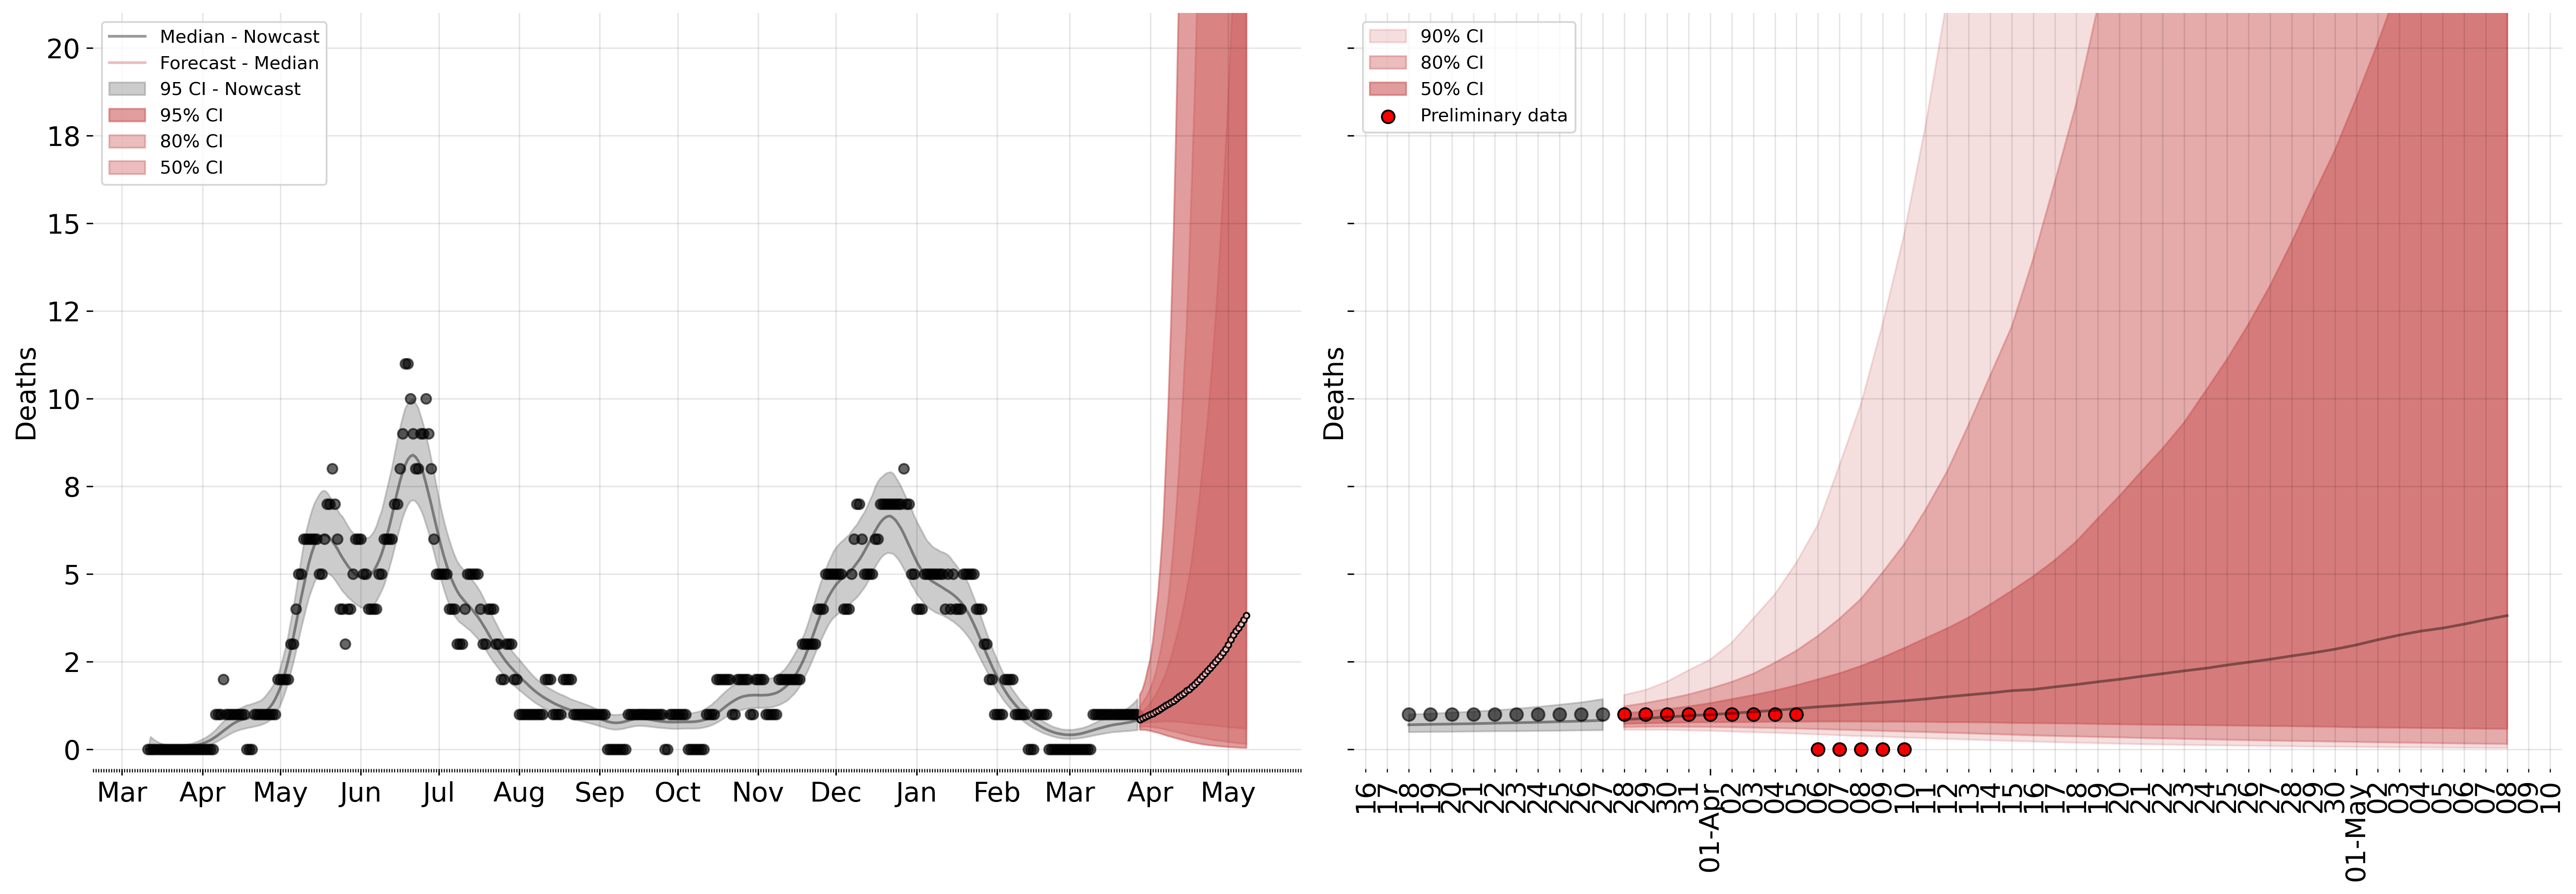 Median - Nowcast
Forecast - Median
95 CI - Nowcast
95% CI
80% CI
50% CI
Deaths
20
18
15
12
10
8
5
2
0
Mar Apr May Jun Jul Aug Sep Oct Nov Dec Jan Feb Mar Apr May
90% CI
80% CI
50% CI
Preliminary data
Deaths
16 17 18 19 20 21 22 23 24 25 26 27 28 29 30 31 01-Apr 02 03 04 05 06 07 08 09 10 11 12 13 14 15 16 17 18 19 20 21 22 23 24 25 26 27 28 29 30 01-May 02 03 04 05 06 07 08 09 10